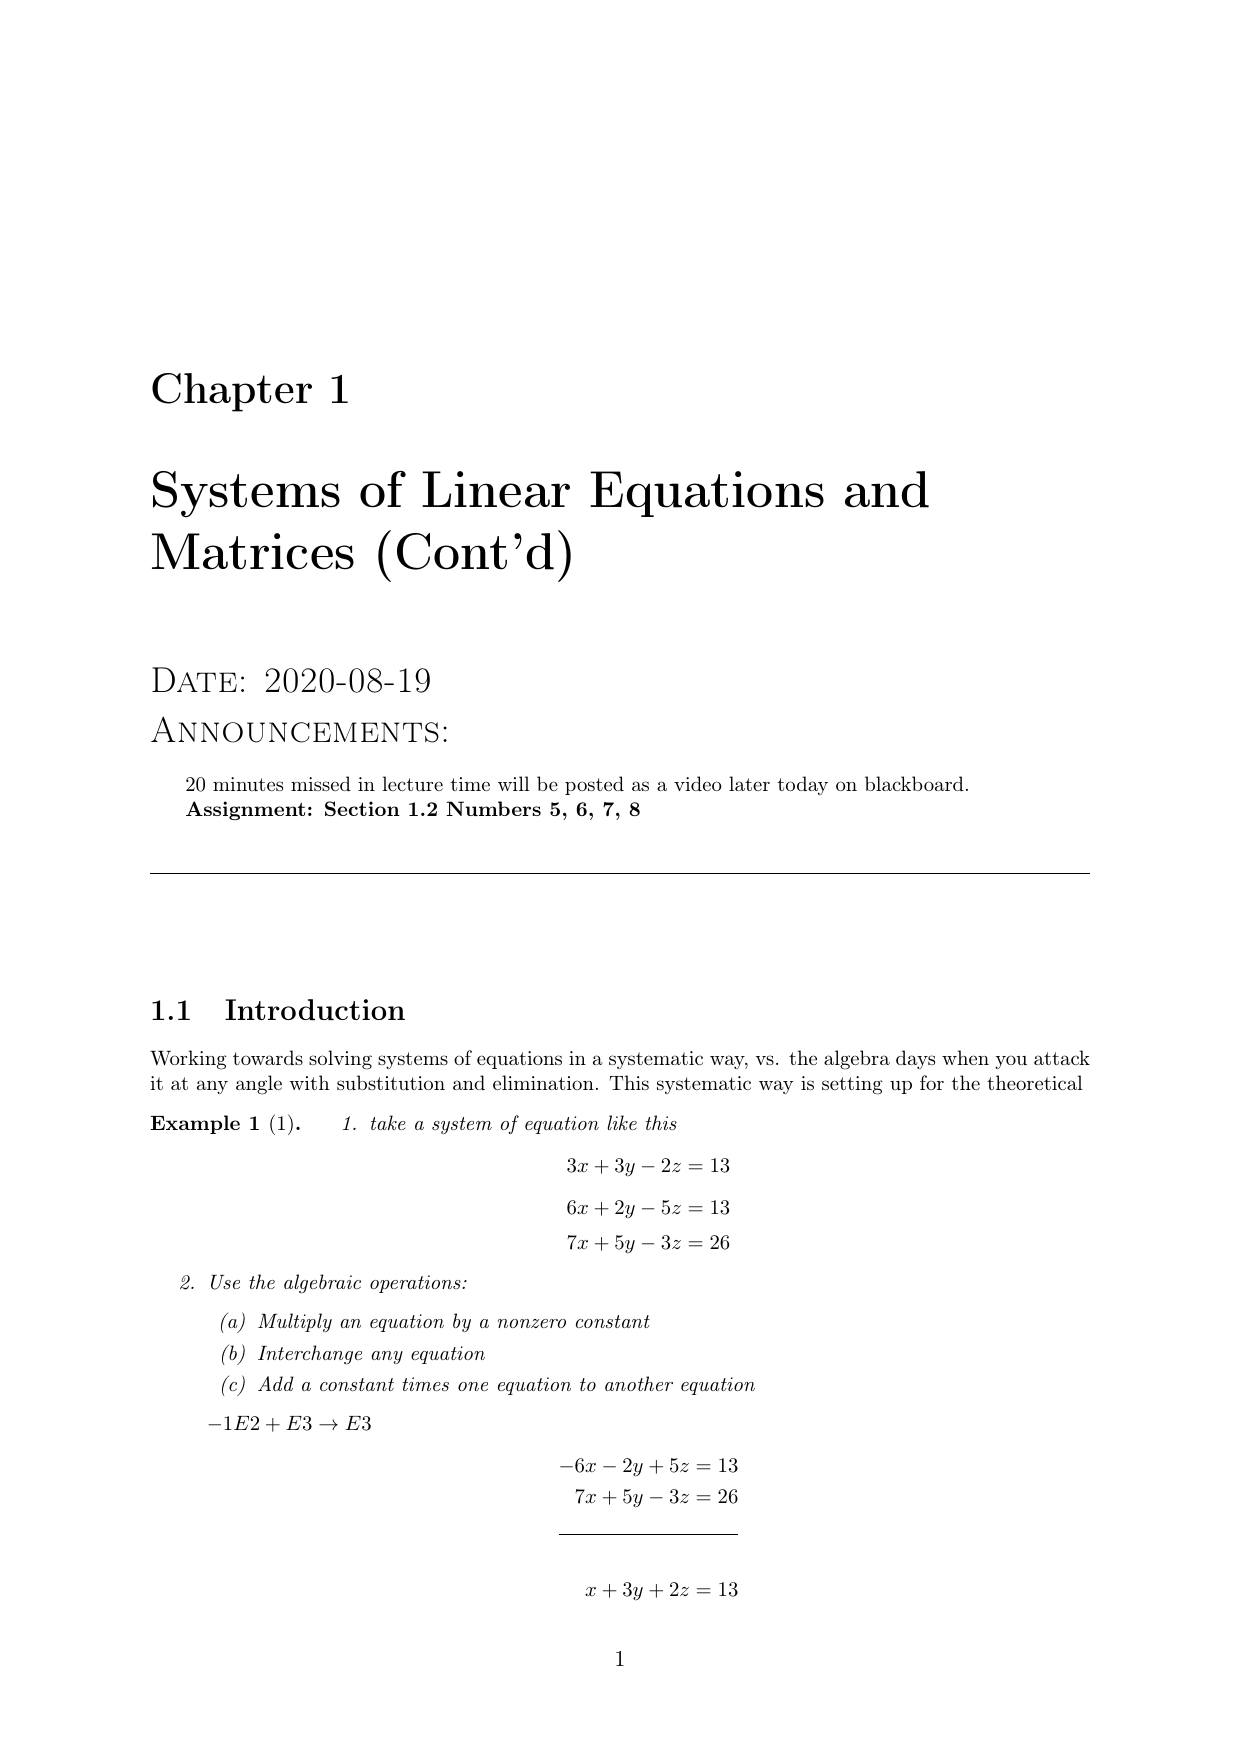 Chapter 1
Systems of Linear Equations and
Matrices (Cont'd)
Date: 2020-08-19
Announcements:
20 minutes missed in lecture time will be posted as a video later today on blackboard.
Assignment: Section 1.2 Numbers 5, 6, 7, 8
1.1 Introduction
Working towards solving systems of equations in a systematic way, vs. the algebra days when you attack
it at any angle with substitution and elimination. This systematic way is setting up for the theoretical
Example 1 (1). 1. take a system of equation like this
3x + 3y − 2z = 13
6x + 2y − 5z = 13
7x + 5y − 3z = 26
2. Use the algebraic operations:
(a) Multiply an equation by a nonzero constant
(b) Interchange any equation
(c) Add a constant times one equation to another equation
−1E2 + E3 → E3
−6x − 2y + 5z = 13
7x + 5y − 3z = 26
x + 3y + 2z = 13
1